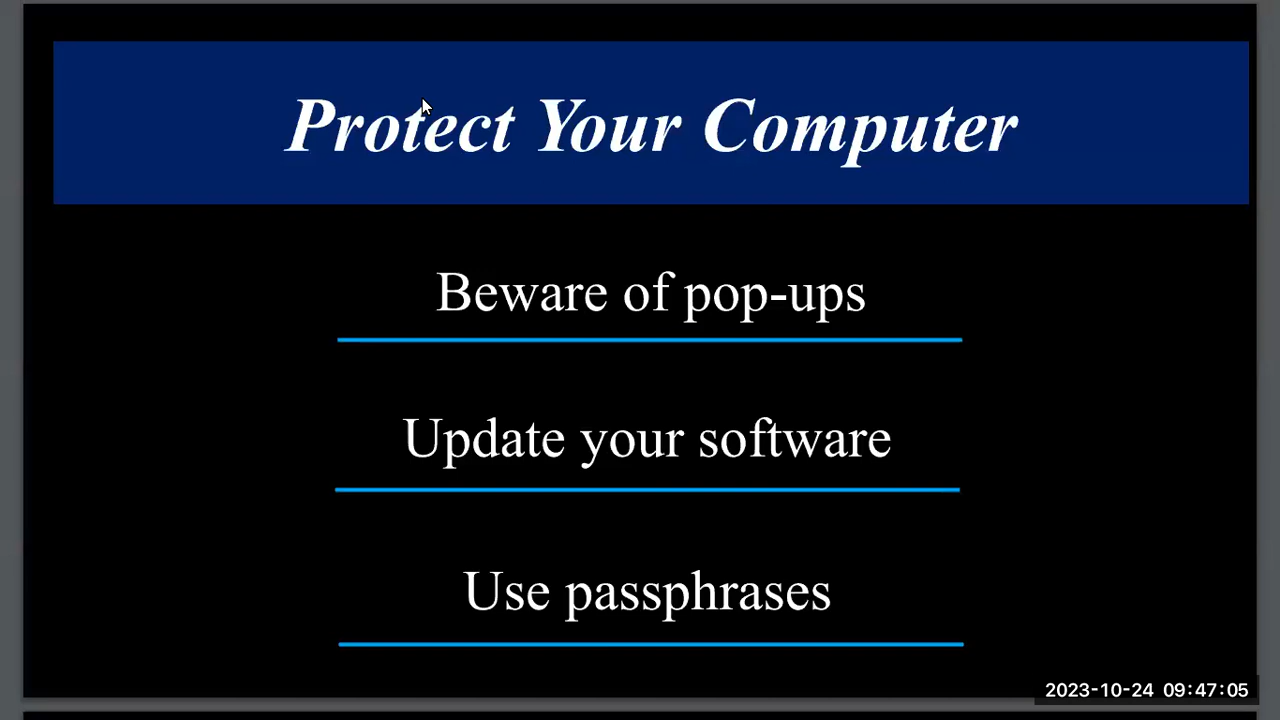 Protect Your Computer
Beware of pop-ups
Update your software
Use passphrases
2023-10-24 09:47:05